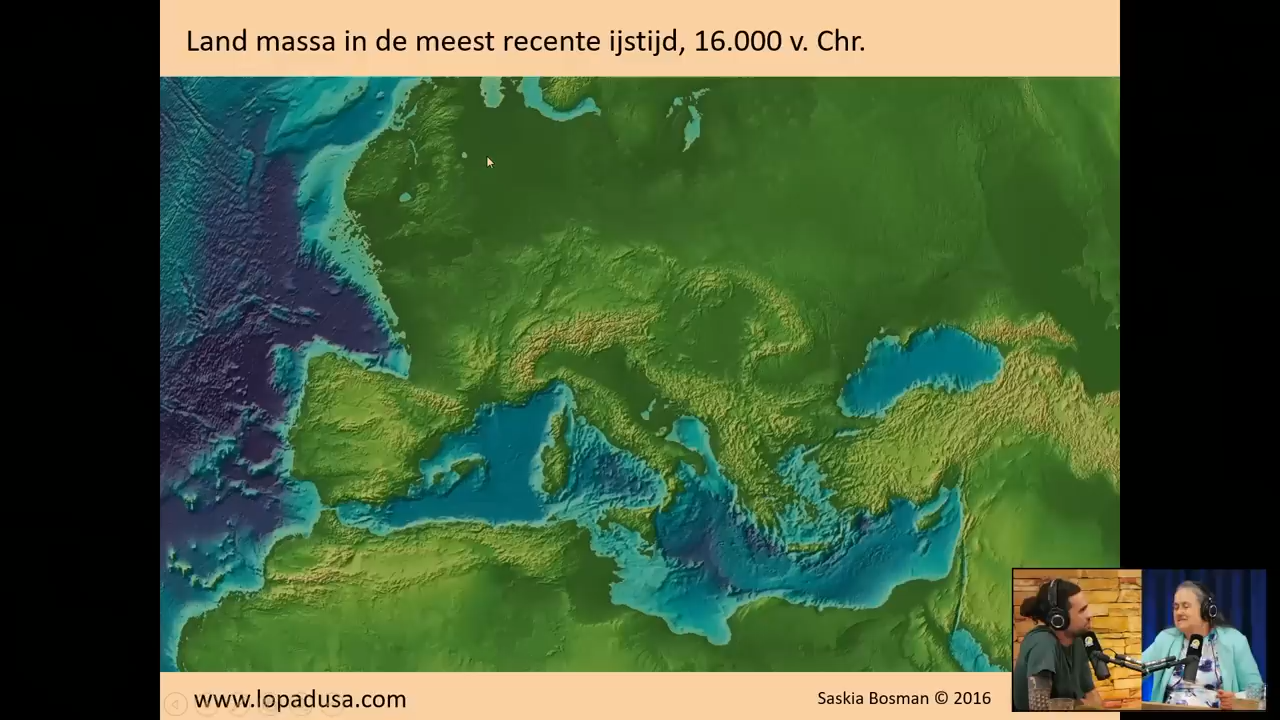 Land massa in de meest recente ijstijd, 16.000 v. Chr.
www.lopadusa.com
Saskia Bosman © 2016